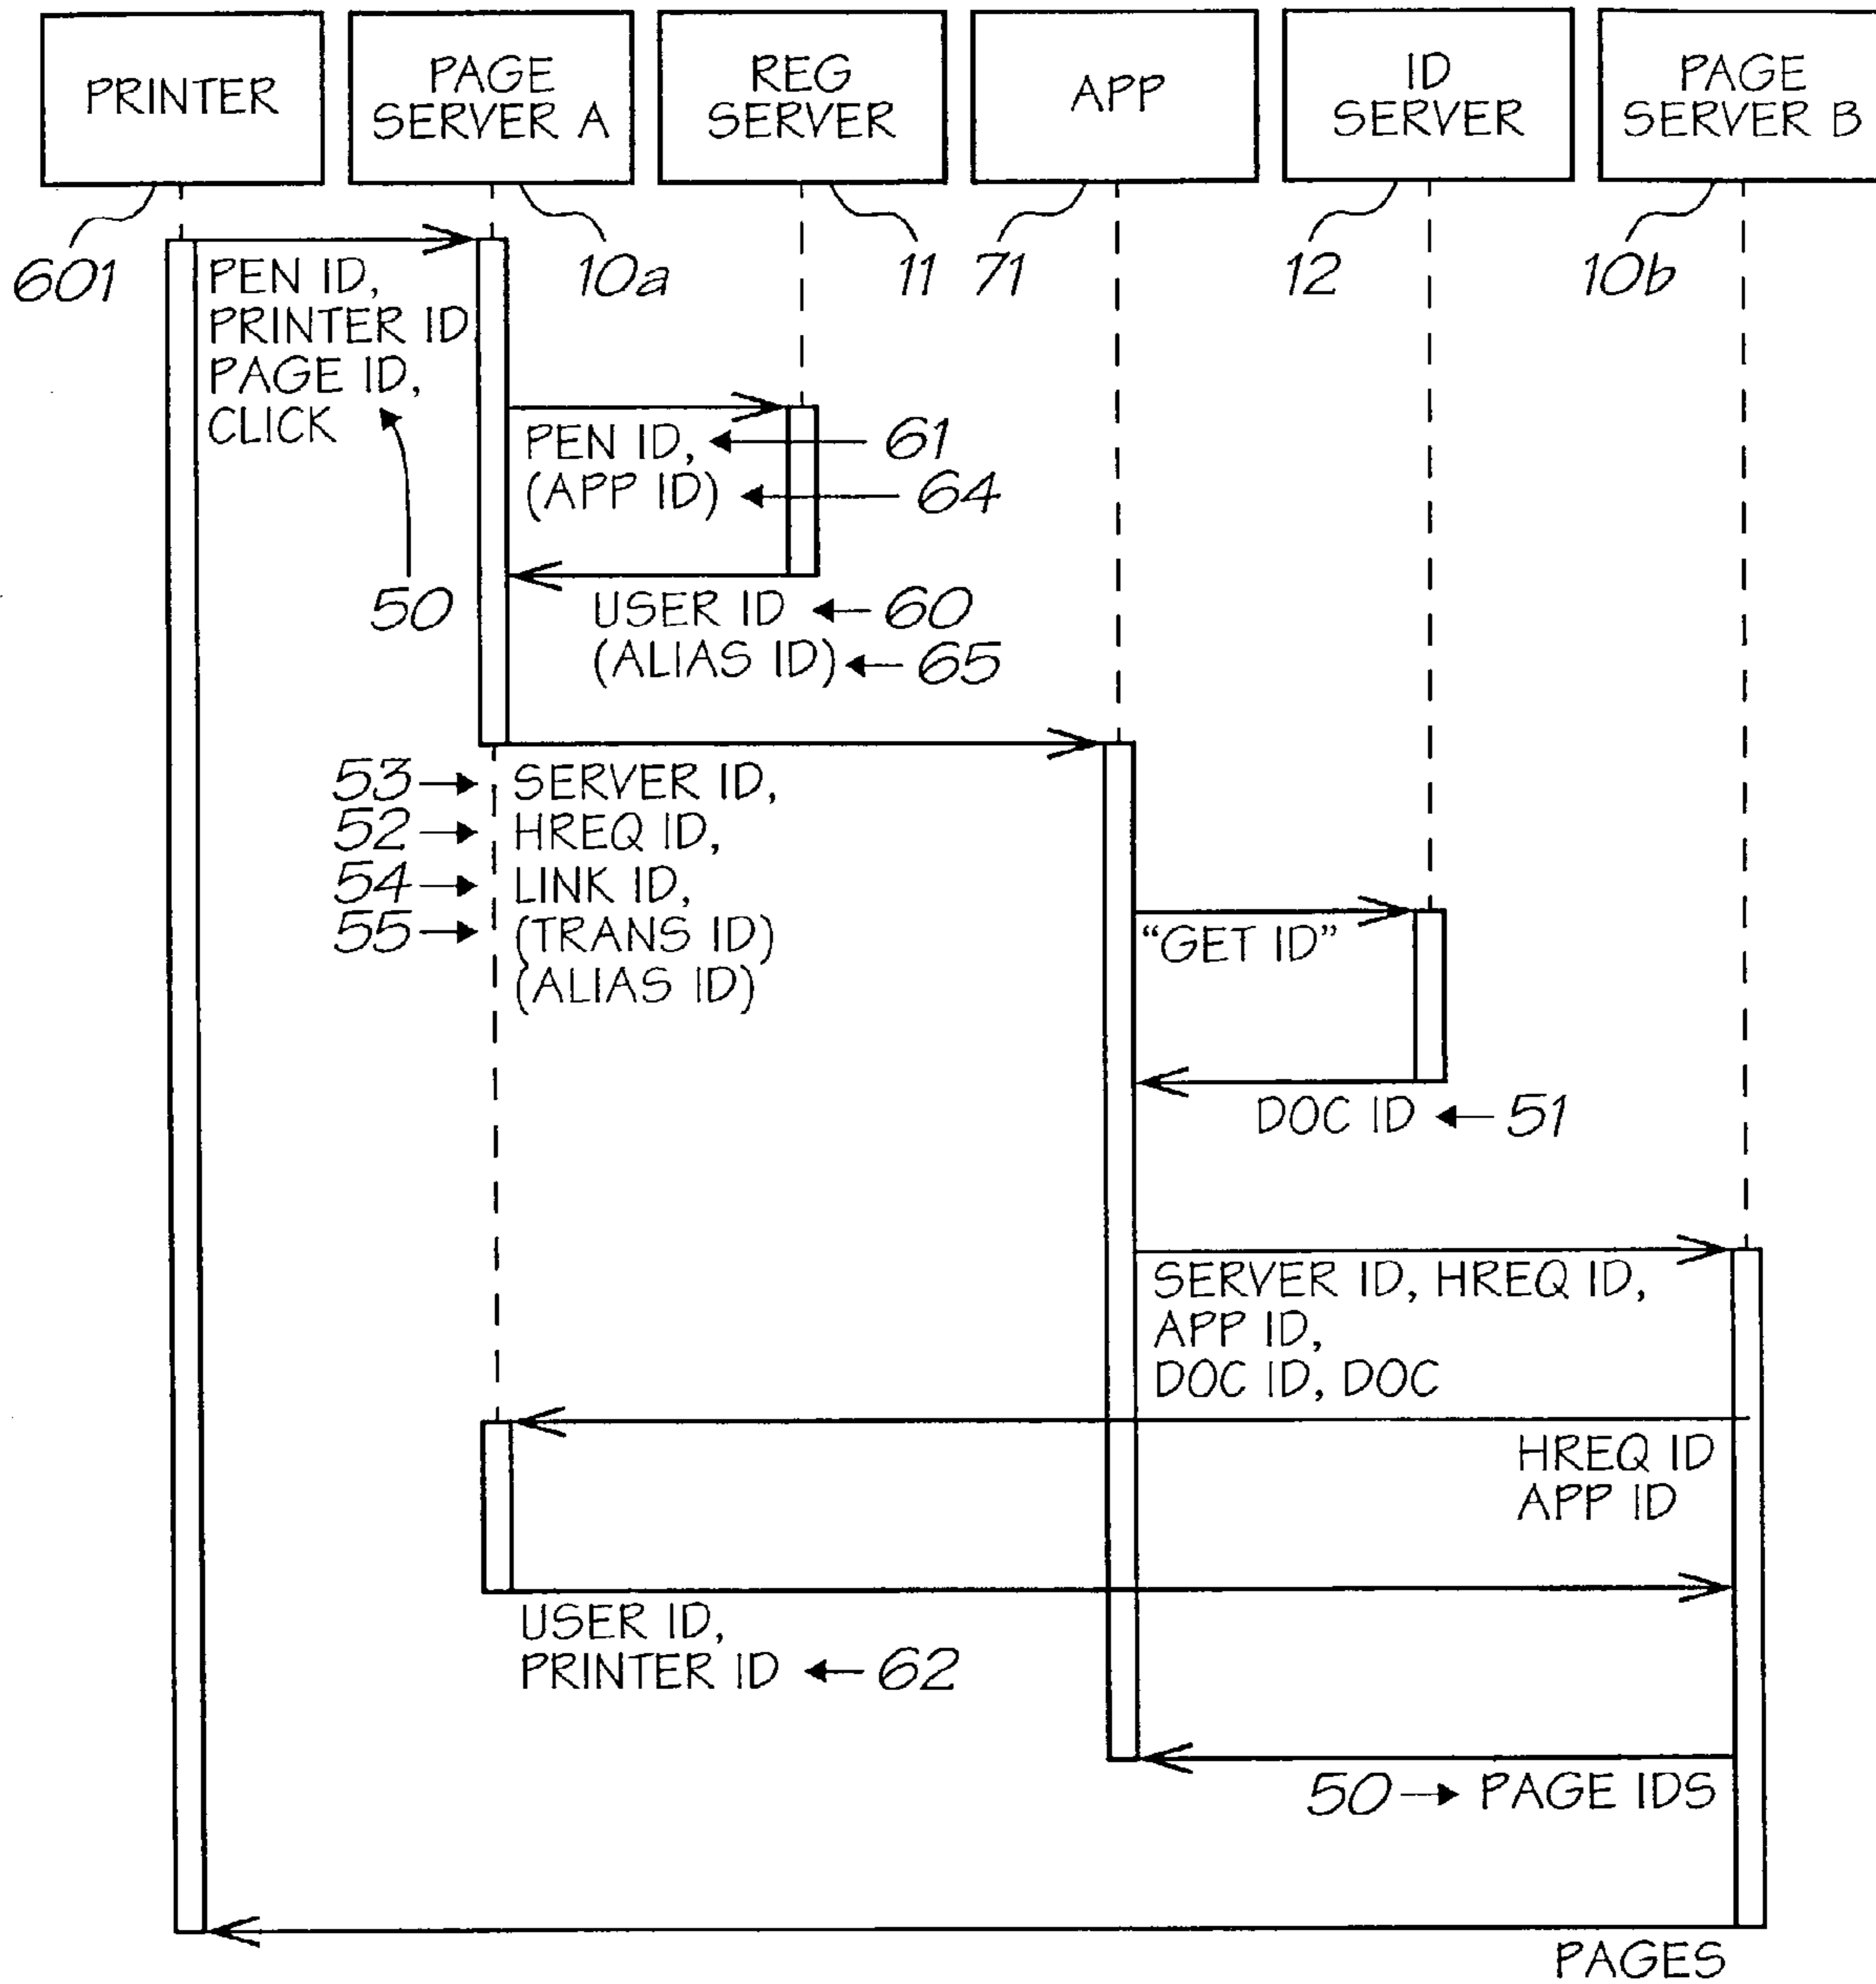 PRINTER
PAGE
SERVER A
REG
SERVER
APP
ID
SERVER
PAGE
SERVER B
601
10a
11
71
12
10b
PEN ID,
PRINTER ID
PAGE ID,
CLICK
50
PEN ID,
61
(APP ID)
64
USER ID
60
(ALIAS ID)
65
53
SERVER ID,
52
HREQ ID,
54
LINK ID,
55
(TRANS ID)
(ALIAS ID)
“GET ID”
DOC ID
51
SERVER ID, HREQ ID,
APP ID,
DOC ID, DOC
HREQ ID
APP ID
USER ID,
PRINTER ID
62
50
PAGE IDS
PAGES